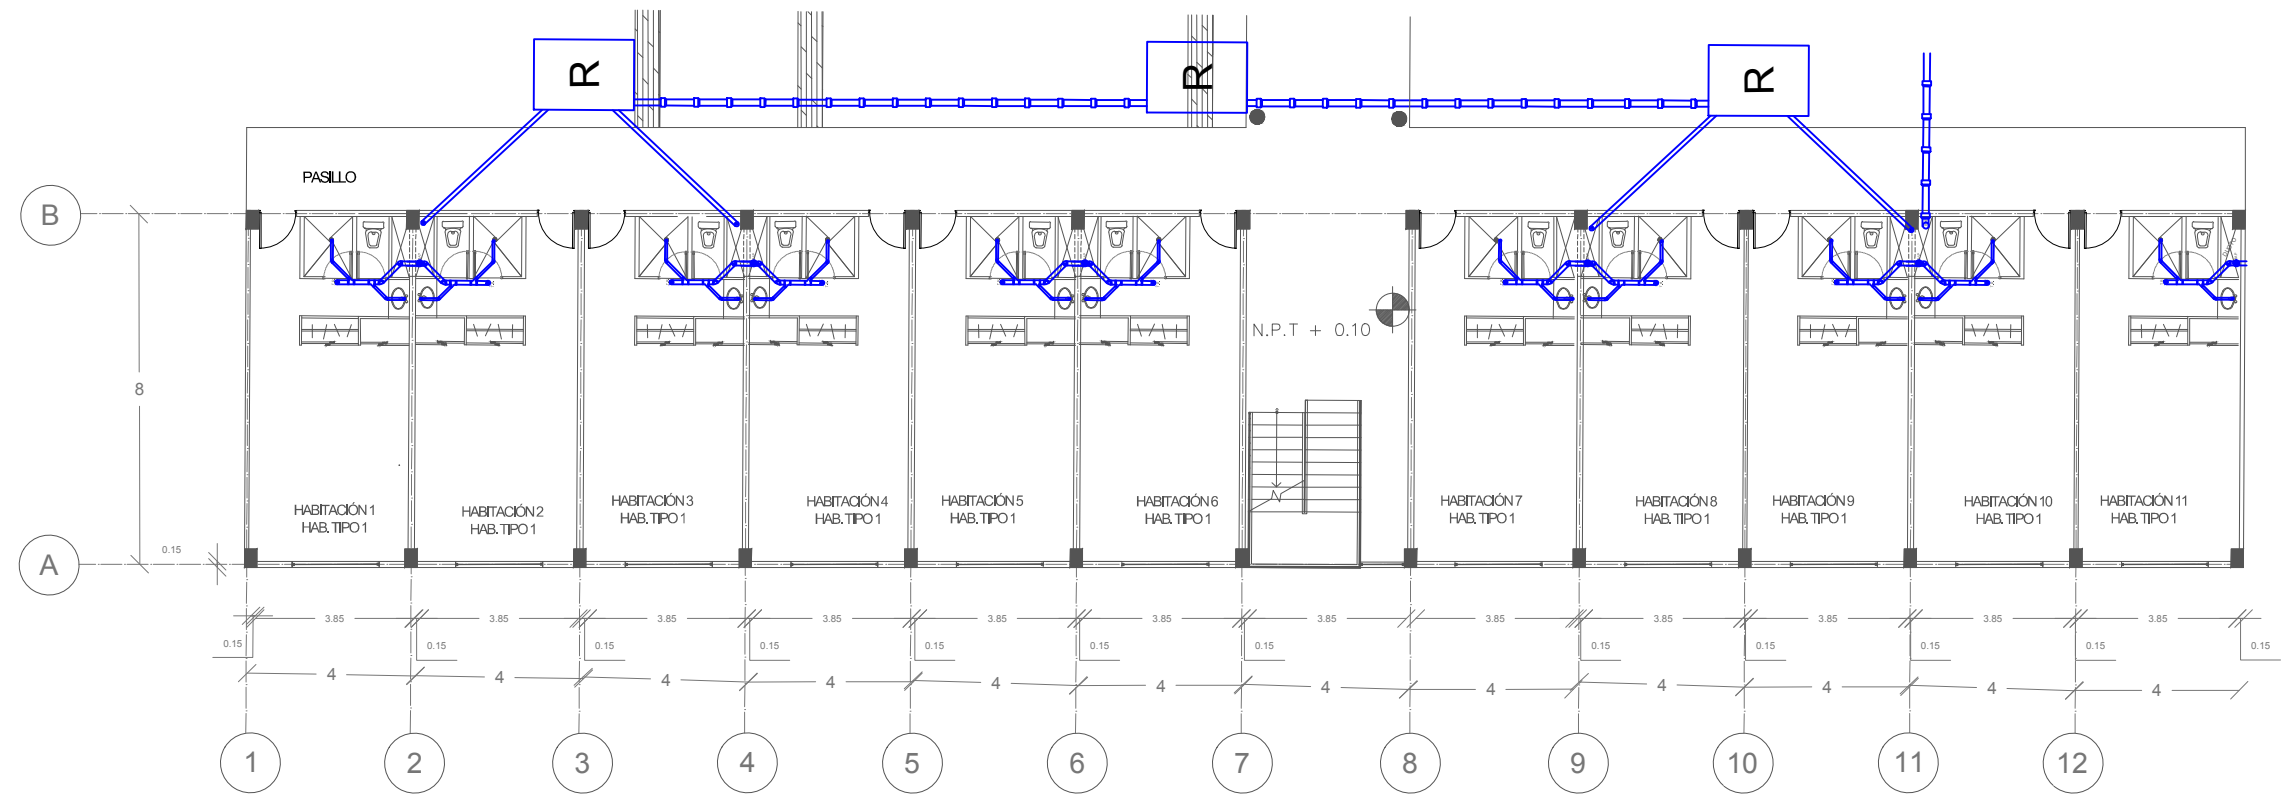 R
R
R
PASILLO
B
8
N.P.T + 0.10
HABITACIÓN 1
HAB. TIPO 1
HABITACIÓN 2
HAB. TIPO 1
HABITACIÓN 3
HAB. TIPO 1
HABITACIÓN 4
HAB. TIPO 1
HABITACIÓN 5
HAB. TIPO 1
HABITACIÓN 6
HAB. TIPO 1
N
HABITACIÓN 7
HAB. TIPO 1
HABITACIÓN 8
HAB. TIPO 1
HABITACIÓN 9
HAB. TIPO 1
HABITACIÓN 10
HAB. TIPO 1
HABITACIÓN 11
HAB. TIPO 1
A
0.15
3.85 3.85 3.85 3.85 3.85 3.85 3.85 3.85 3.85 3.85 3.85 3.85
0.15 0.15 0.15 0.15 0.15 0.15 0.15 0.15 0.15 0.15 0.15 0.15
4 4 4 4 4 4 4 4 4 4 4 4
1 2 3 4 5 6 7 8 9 10 11 12